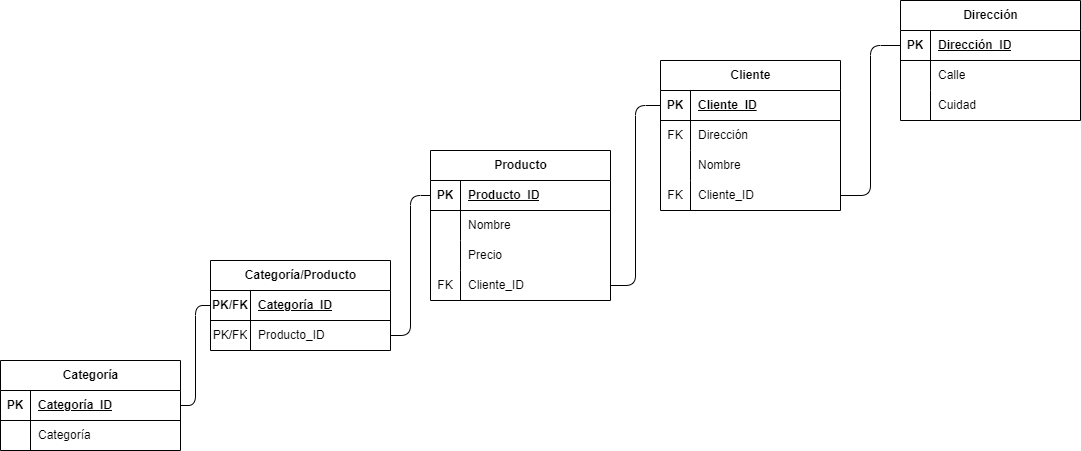 Dirección
PK Dirección_ID
Calle
Cuidad
Cliente
PK Cliente_ID
FK Dirección
Nombre
FK Cliente_ID
Producto
PK Producto_ID
Nombre
Precio
FK Cliente_ID
Categoría/Producto
PK/FK Categoría_ID
PK/FK Producto_ID
Categoría
PK Categoría_ID
Categoría